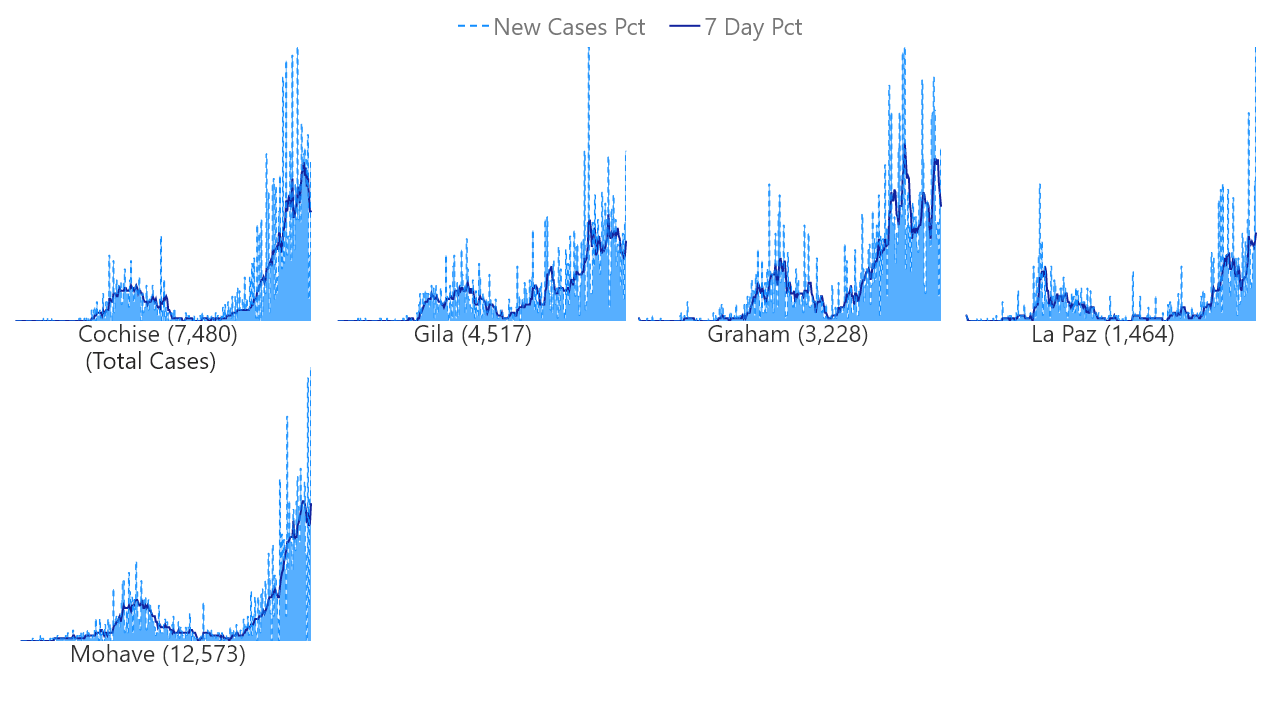 New Cases Pct 7 Day Pct
Cochise (7,480)
(Total Cases)
Gila (4,517)
Graham (3,228)
La Paz (1,464)
Mohave (12,573)